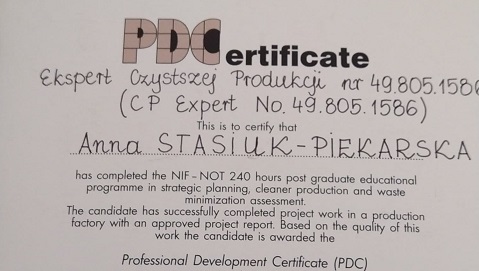 PDCertificate
Ekspert Czystszej Produkcji nr 49.805.1586
(CP Expert No. 49.805.1586)
This is to certify that
Anna STASIUK-PIEKARSKA
has completed the NIF-NOT 240 hours post graduate educational
programme in strategic planning, cleaner production and waste
minimization assessment.
The candidate has successfully completed project work in a production
factory with an approved project report. Based on the quality of this
work the candidate is awarded the
Professional Development Certificate (PDC)